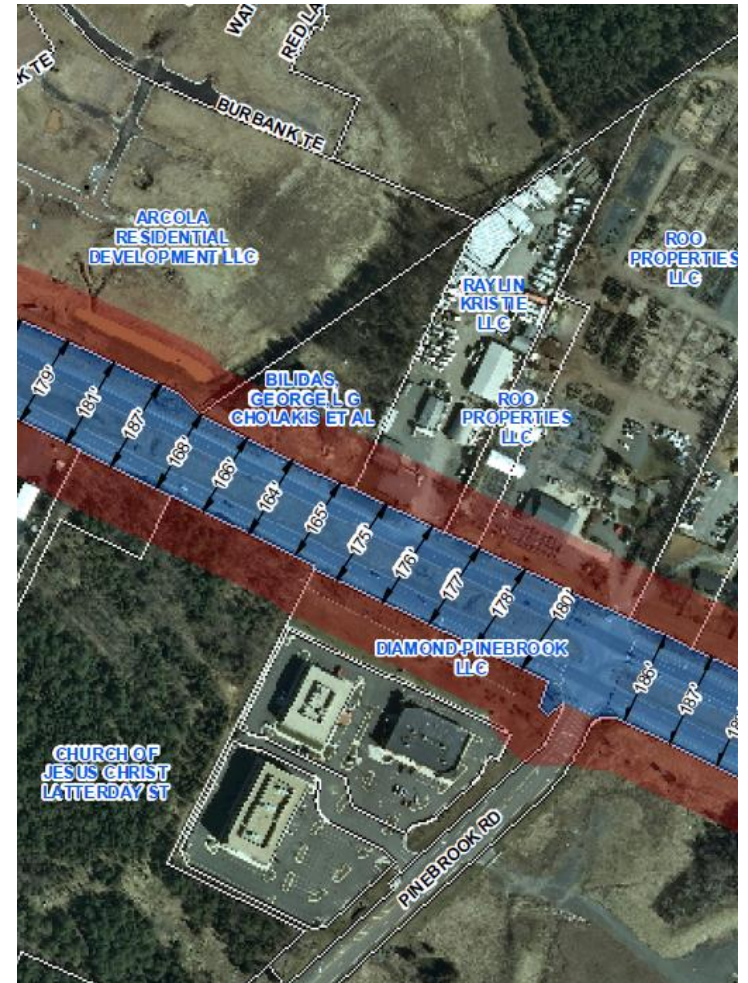 WAT
RED LA
K TE
BURBANK TE
ARCOLA
RESIDENTIAL
DEVELOPMENT LLC
ROO
PROPERTIES
LLC
RAYLIN
KRISTIE
LLC
BILIDAS,
GEORGE, L G
CHOLAKIS ET AL
ROO
PROPERTIES
LLC
179'
181'
187'
168'
166'
164'
165'
175'
176'
177'
178'
180'
186'
187'
DIAMOND-PINEBROOK
LLC
CHURCH OF
JESUS CHRIST
LATTERDAY ST
PINEBROOK RD